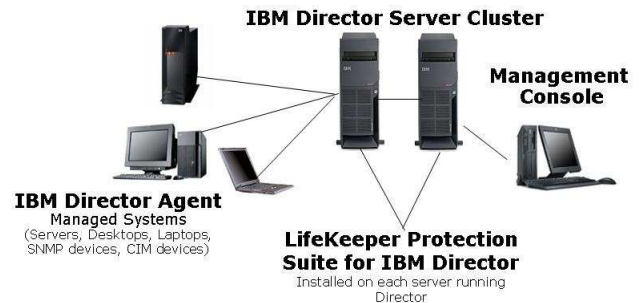 IBM Director Server Cluster
Management
Console
IBM Director Agent
Managed Systems
(Servers, Desktops, Laptops,
SNMP devices, CIM devices)
LifeKeeper Protection
Suite for IBM Director
Installed on each server running
Director